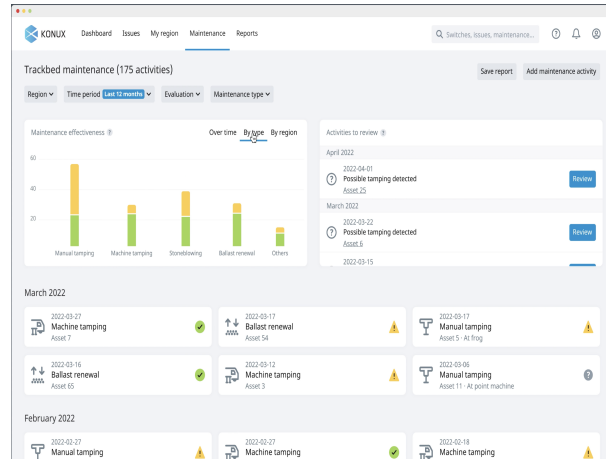 KONUX Dashboard Issues My region Maintenance Reports Switches, issues, maintenance...
Trackbed maintenance (175 activities) Save report Add maintenance activity
Region Time period Last 12 months Evaluation Maintenance type
Maintenance effectiveness Over time By type By region
60
40
20
Manual tamping Machine tamping Stoneblowing Ballast renewal Others
Activities to review
April 2022
2022-04-01
Possible tamping detected Review
Asset 25
March 2022
2022-03-22
Possible tamping detected Review
Asset 6
2022-03-15
March 2022
2022-03-27
Machine tamping
Asset 7
2022-03-17
Ballast renewal
Asset 54
2022-03-17
Manual tamping
Asset 5 · At frog
2022-03-16
Ballast renewal
Asset 65
2022-03-12
Machine tamping
Asset 3
2022-03-06
Manual tamping
Asset 11 · At point machine
February 2022
2022-02-27
Manual tamping
2022-02-27
Machine tamping
2022-02-18
Machine tamping